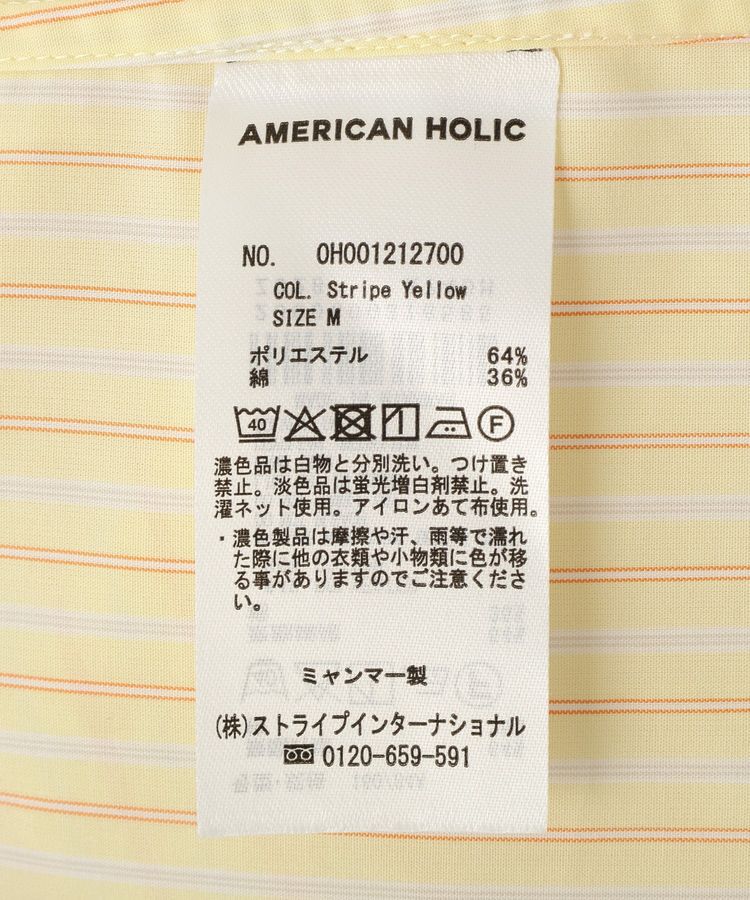 AMERICAN HOLIC
NO. 0H001212700
COL. Stripe Yellow
SIZE M
ポリエステル 64%
綿 36%
40 F
濃色品は白物と分別洗い。つけ置き
禁止。淡色品は蛍光増白剤禁止。洗
濯ネット使用。アイロンあて布使用。
・濃色製品は摩擦や汗、雨等で濡れ
た際に他の衣類や小物類に色が移
る事がありますのでご注意くださ
い。
ミャンマー製
(株)ストライプインターナショナル
0120-659-591